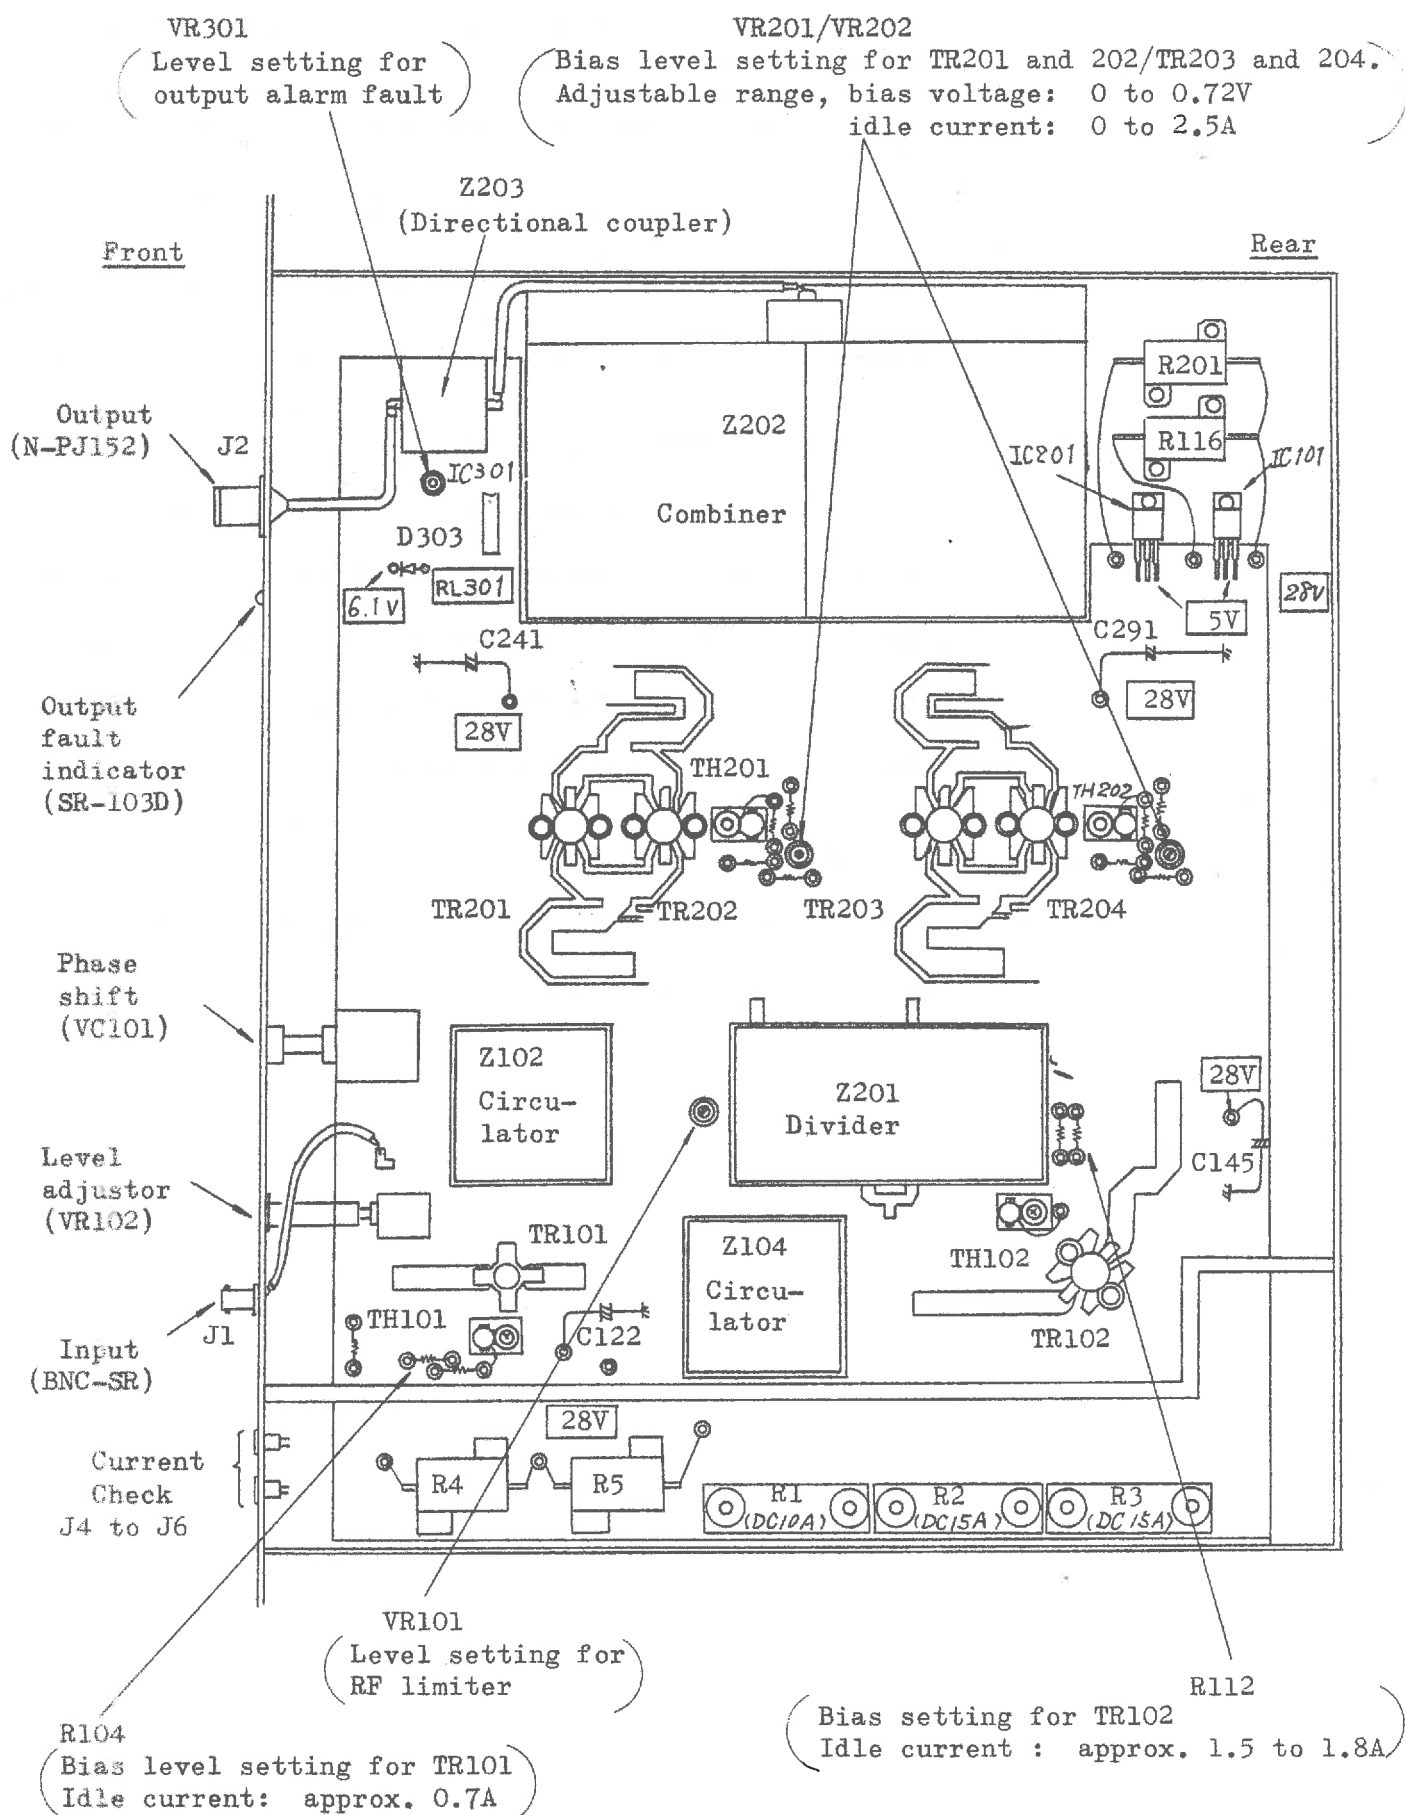 VR301
Level setting for
output alarm fault
VR201/VR202
Bias level setting for TR201 and 202/TR203 and 204.
Adjustable range, bias voltage: 0 to 0.72V
idle current: 0 to 2.5A
Z203
(Directional coupler)
Front
Rear
R201
R116
Output
(N-PJ152)
J2
Z202
Combiner
IC201
IC101
IC301
D303
RL301
6.1V
5V
28V
C241
28V
C291
28V
Output
fault
indicator
(SR-103D)
TH201
TH202
TR201
TR202
TR203
TR204
Phase
shift
(VC101)
Z102
Circu-
lator
Z201
Divider
28V
C145
Level
adjustor
(VR102)
TR101
Z104
Circu-
lator
TH102
TR102
TH101
C122
J1
Input
(BNC-SR)
28V
Current
Check
J4 to J6
R4
R5
R1
(DC10A)
R2
(DC15A)
R3
(DC15A)
VR101
Level setting for
RF limiter
R112
Bias setting for TR102
Idle current : approx. 1.5 to 1.8A
R104
Bias level setting for TR101
Idle current: approx. 0.7A